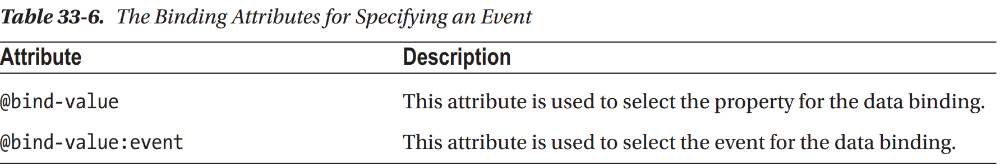 Table 33-6. The Binding Attributes for Specifying an Event
Attribute Description
@bind-value This attribute is used to select the property for the data binding.
@bind-value:event This attribute is used to select the event for the data binding.